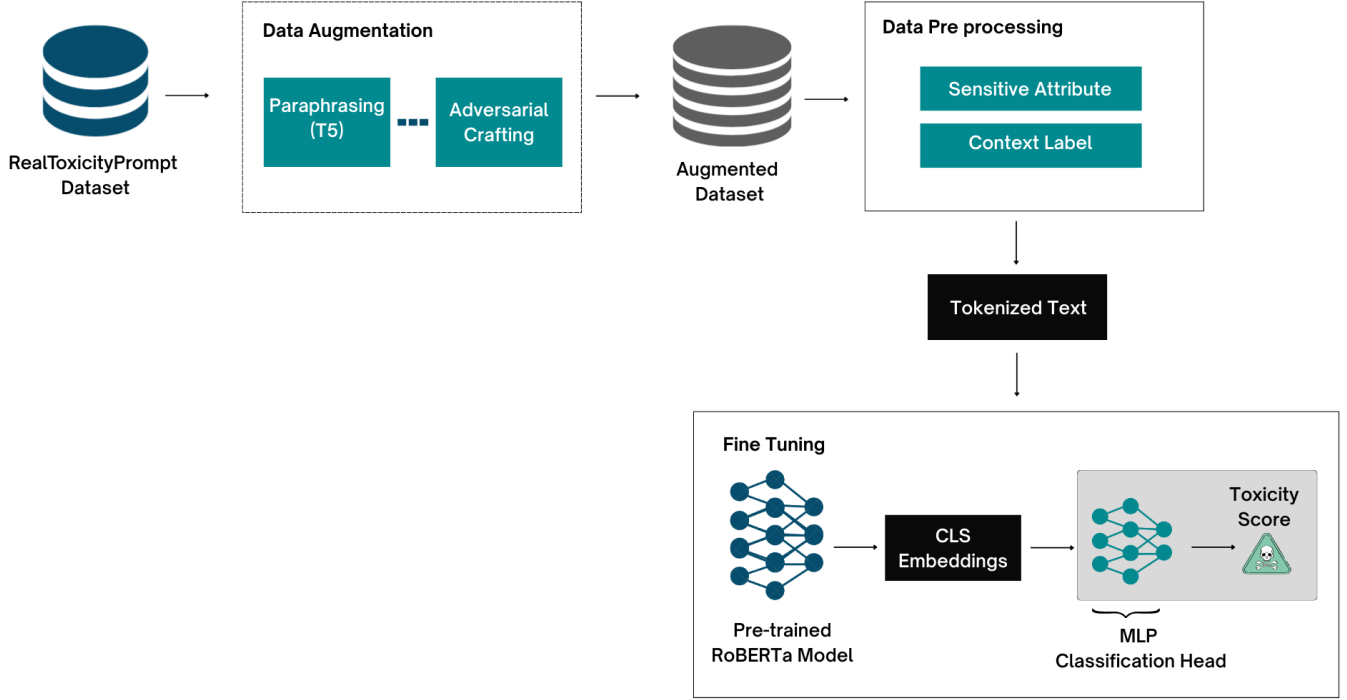 RealToxicityPrompt
Dataset
Data Augmentation
Paraphrasing
(T5)
Adversarial
Crafting
Augmented
Dataset
Data Pre processing
Sensitive Attribute
Context Label
Tokenized Text
Fine Tuning
Pre-trained
RoBERTa Model
CLS
Embeddings
MLP
Classification Head
Toxicity
Score